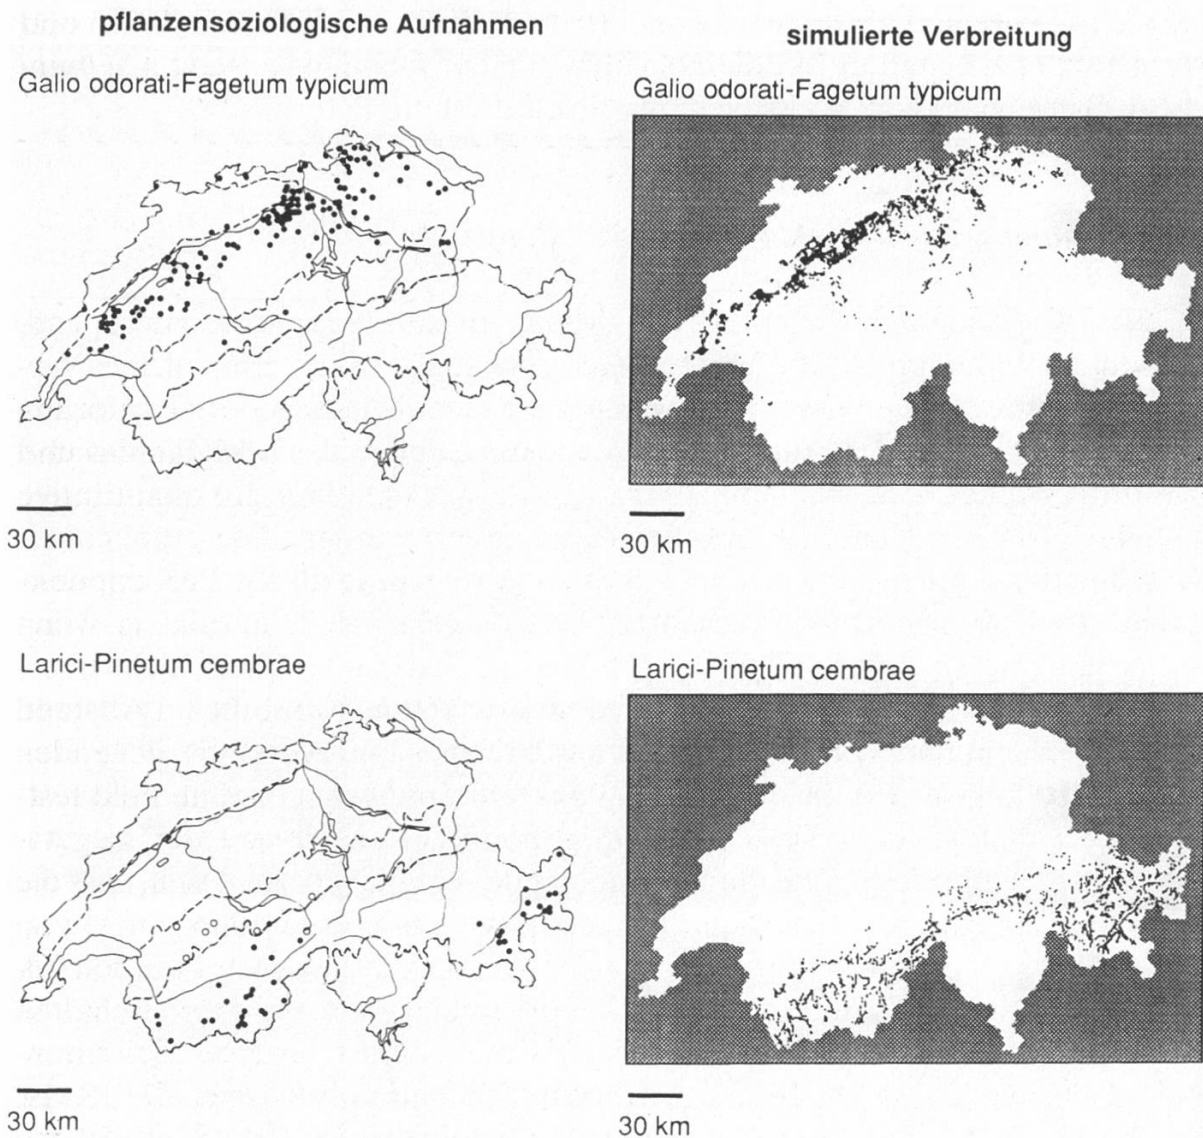 pflanzensoziologische Aufnahmen
simulierte Verbreitung
Galio odorati-Fagetum typicum
Galio odorati-Fagetum typicum
30 km
30 km
Larici-Pinetum cembrae
Larici-Pinetum cembrae
30 km
30 km